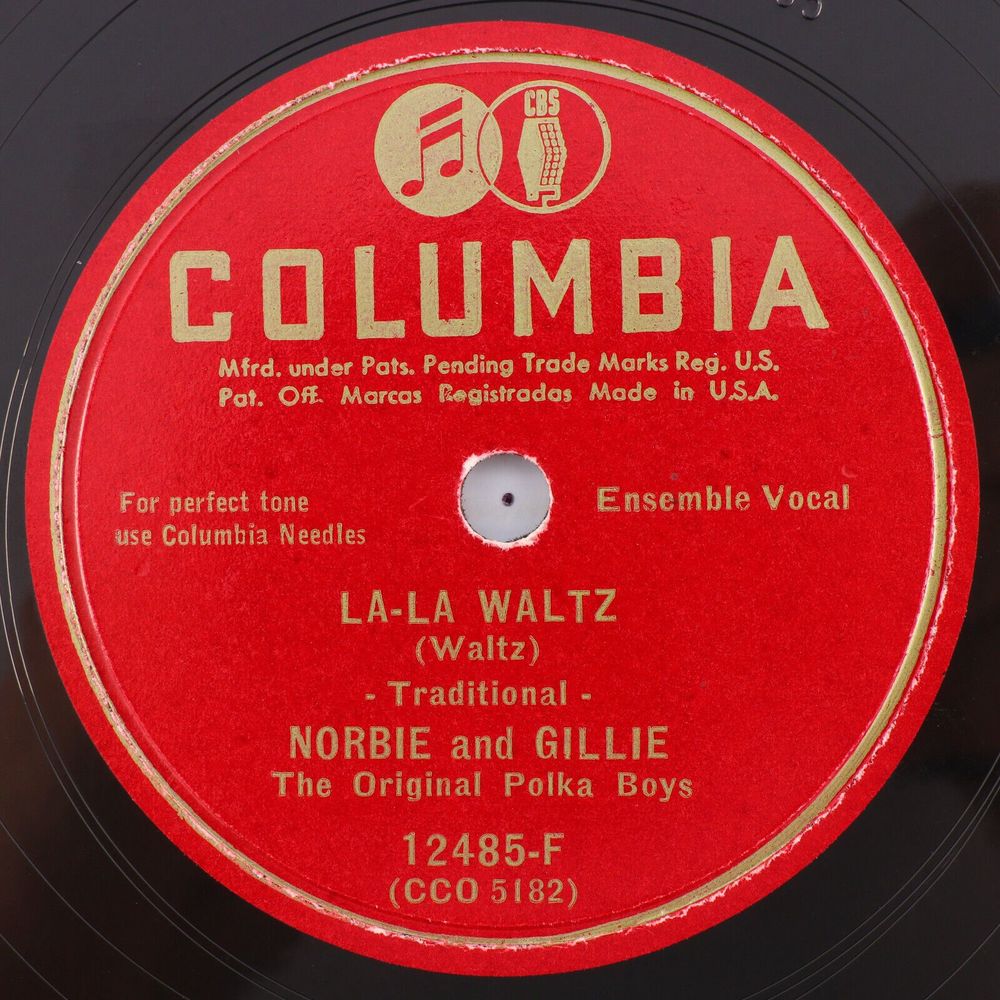 CBS
COLUMBIA
Mfrd. under Pats. Pending Trade Marks Reg. U.S.
Pat. Off. Marcas Registradas Made in U.S.A.
For perfect tone
use Columbia Needles
Ensemble Vocal
LA-LA WALTZ
(Waltz)
- Traditional -
NORBIE and GILLIE
The Original Polka Boys
12485-F
(CCO 5182)